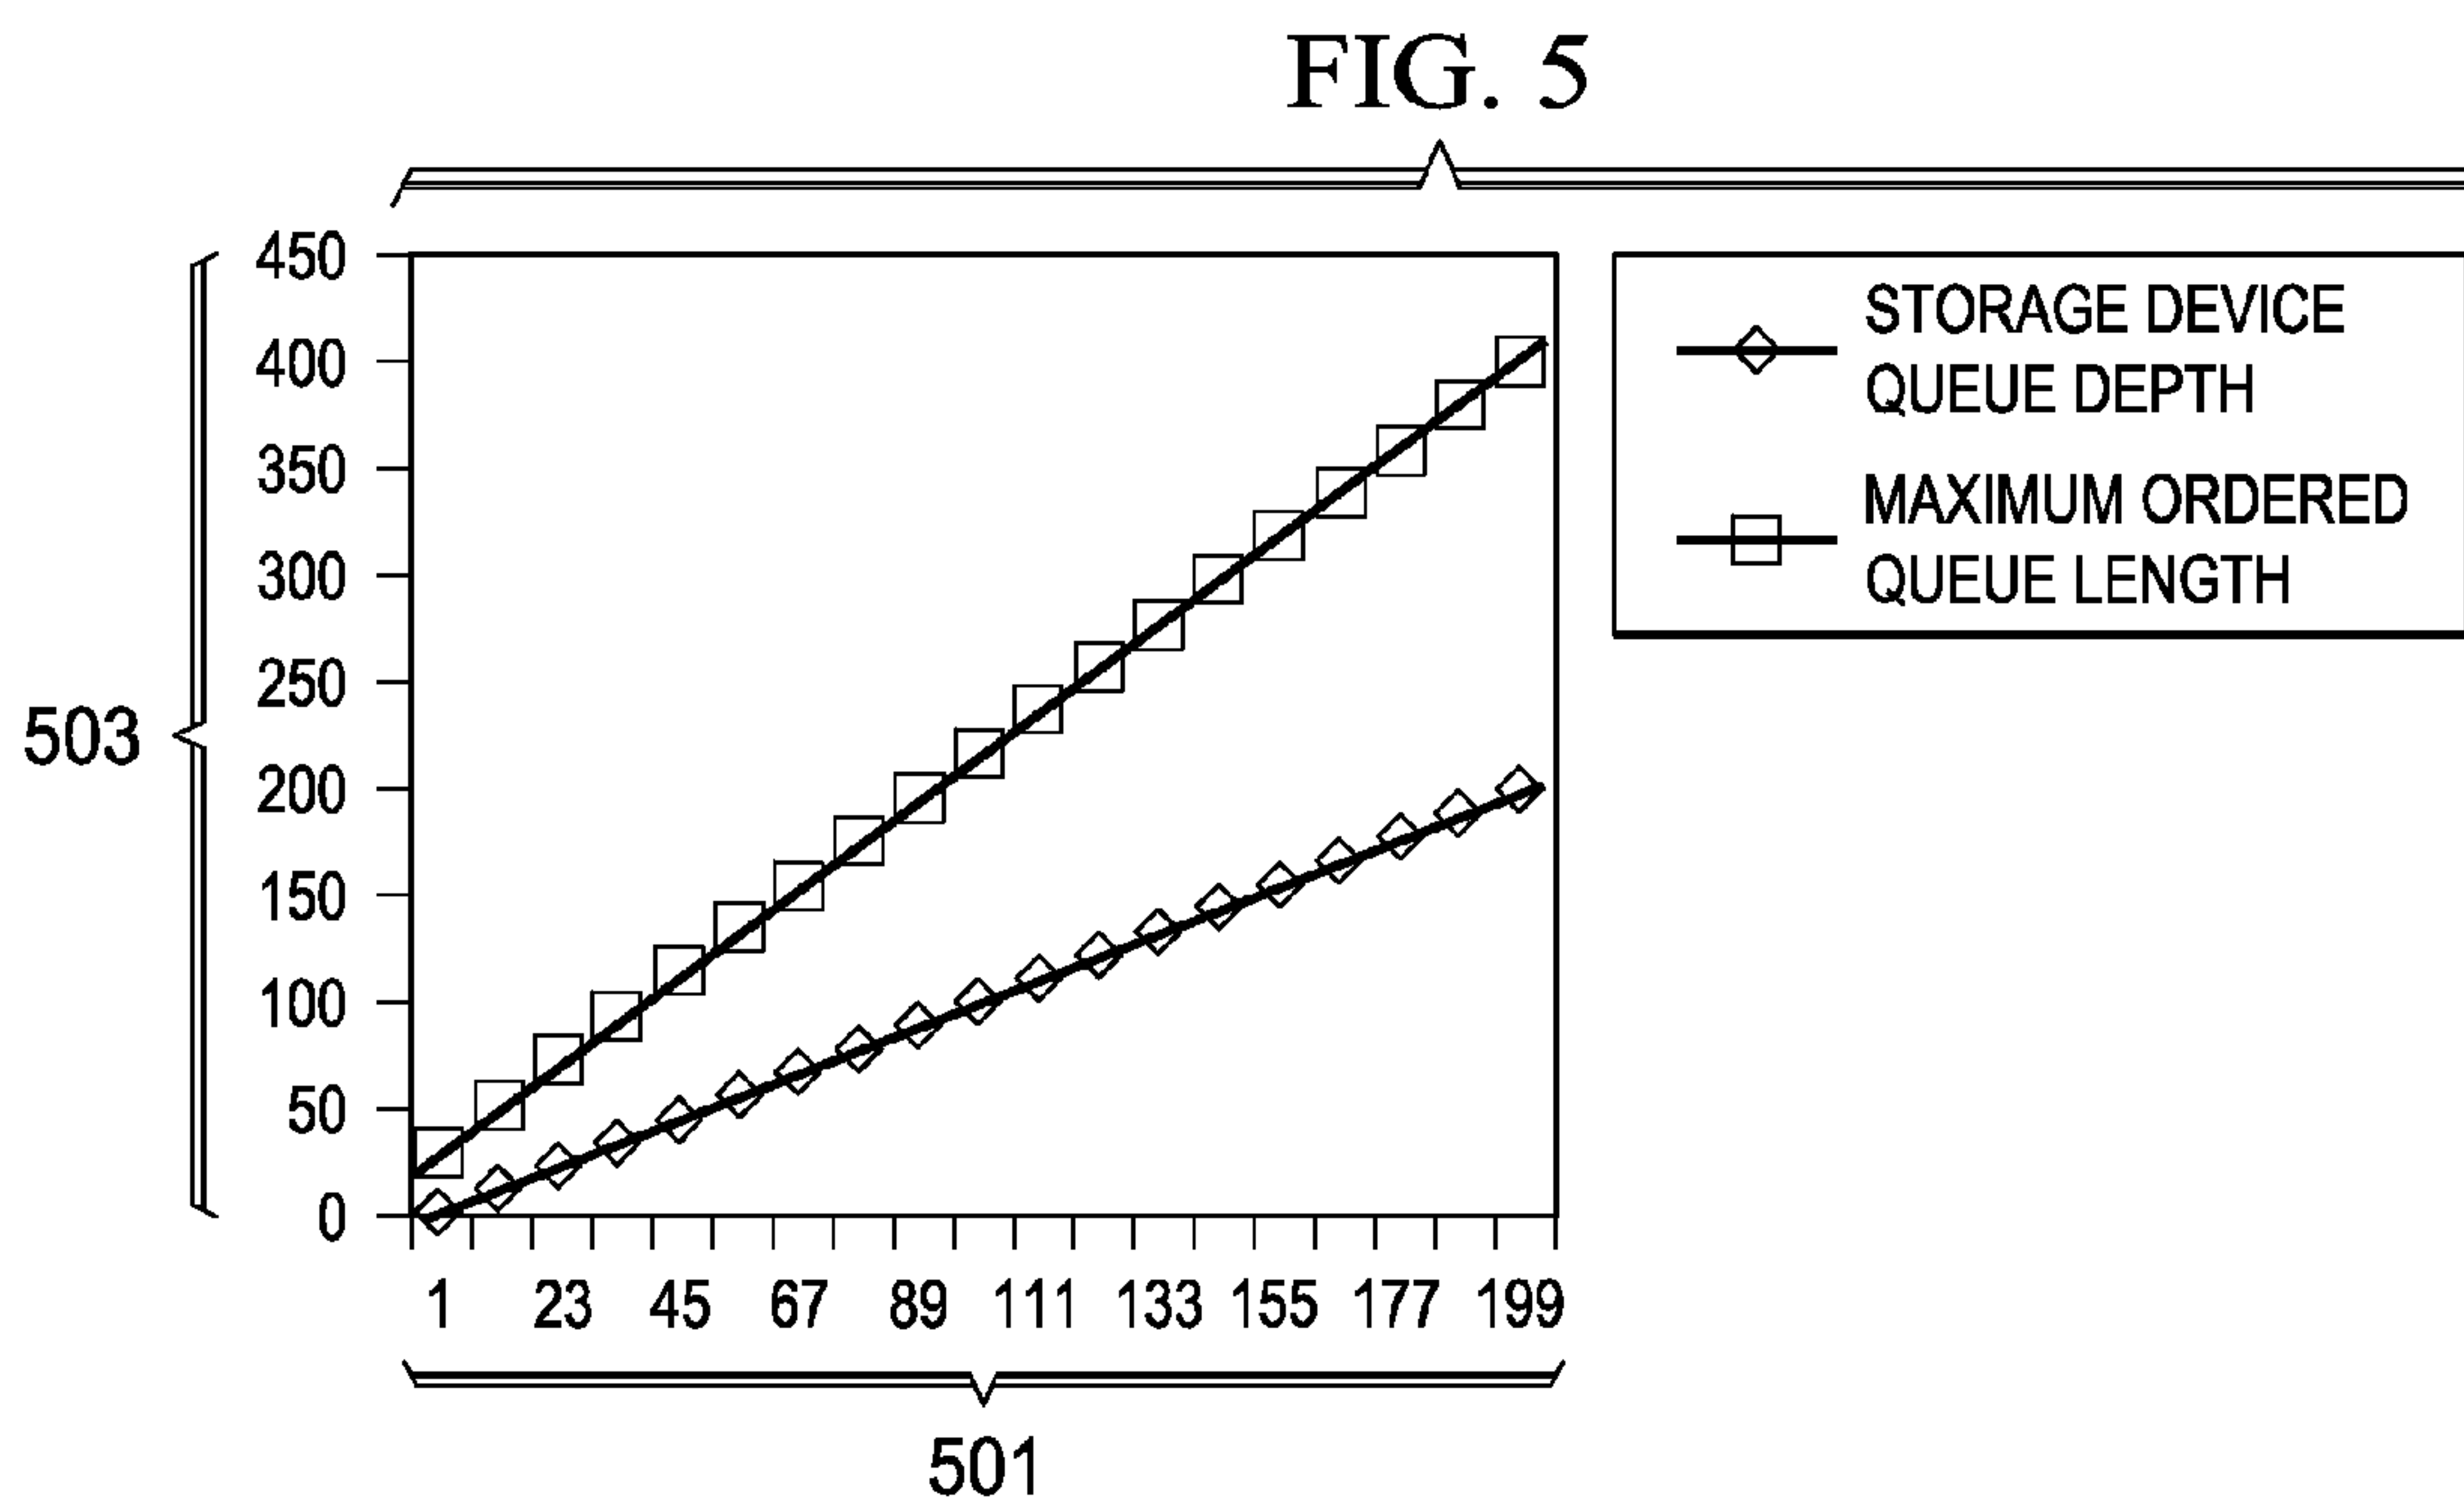 FIG. 5
450
400
350
300
250
200
150
100
50
0
503
1 23 45 67 89 111 133 155 177 199
501
STORAGE DEVICE
QUEUE DEPTH
MAXIMUM ORDERED
QUEUE LENGTH